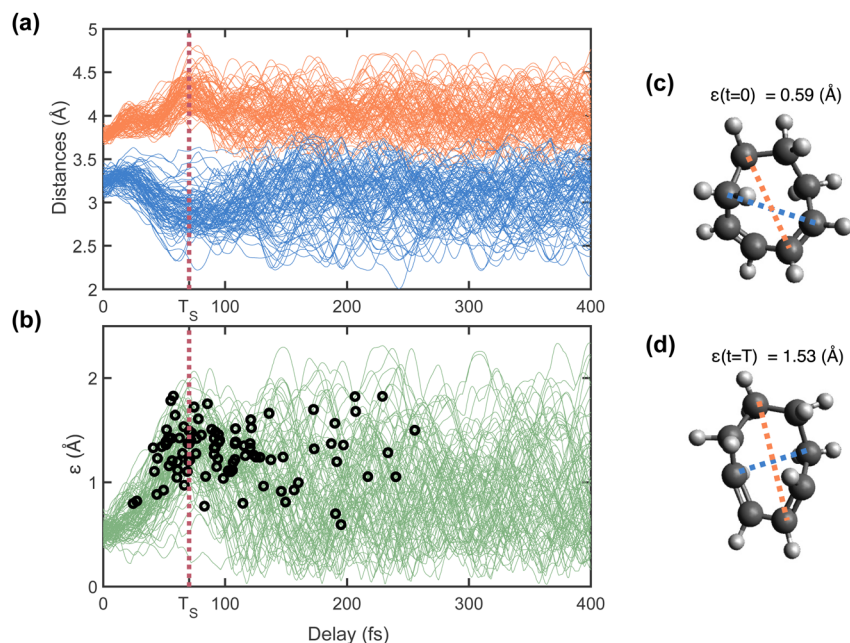 (a)
5
4.5
4
3.5
3
2.5
2
Distances (Å)
0
T_S
100
200
300
400
(b)
2
1
0
ε (Å)
0
T_S
100
200
300
400
Delay (fs)
(c)
ε(t=0) = 0.59 (Å)
(d)
ε(t=T) = 1.53 (Å)